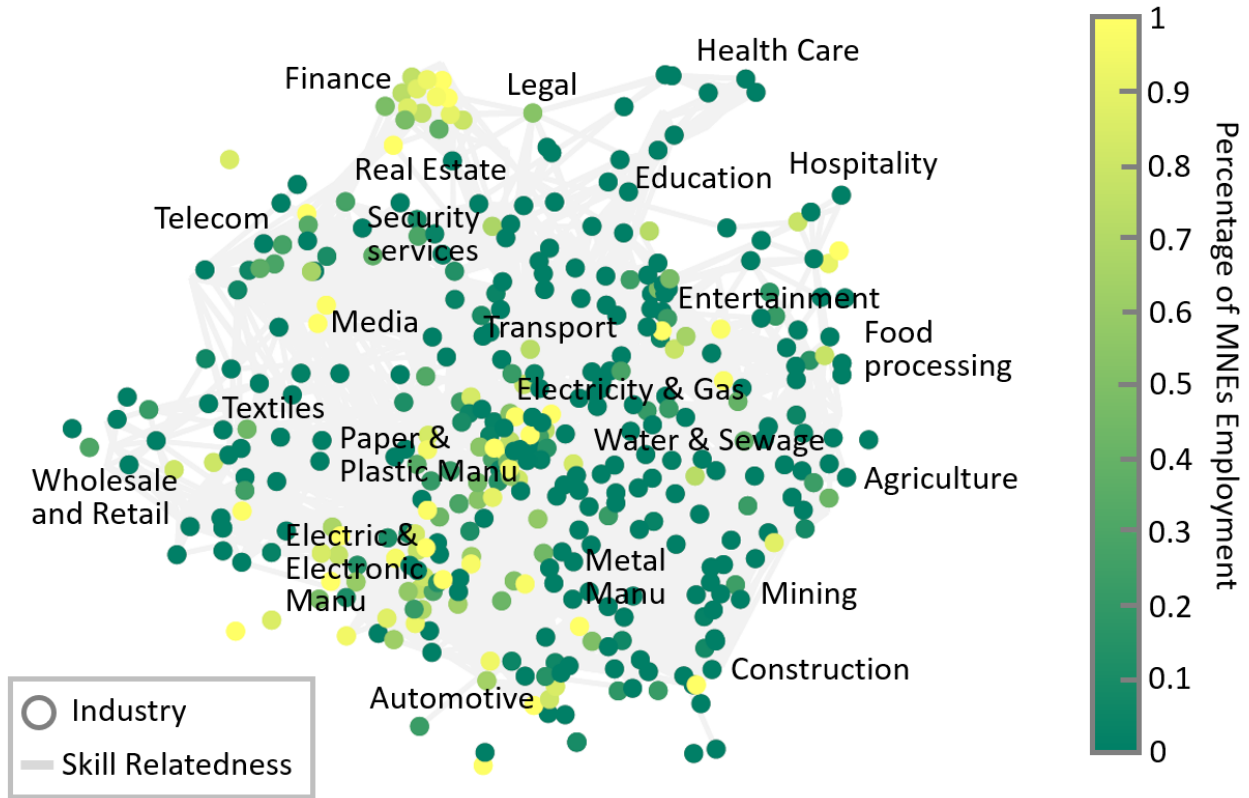 Health Care
Finance
Legal
Real Estate
Education
Hospitality
Telecom
Security
services
Media
Transport
Entertainment
Food
processing
Textiles
Electricity & Gas
Paper &
Plastic Manu
Water & Sewage
Wholesale
and Retail
Agriculture
Electric &
Electronic
Manu
Metal
Manu
Mining
Construction
Automotive
Industry
Skill Relatedness
1
0.9
0.8
0.7
0.6
0.5
0.4
0.3
0.2
0.1
0
Percentage of MNEs Employment